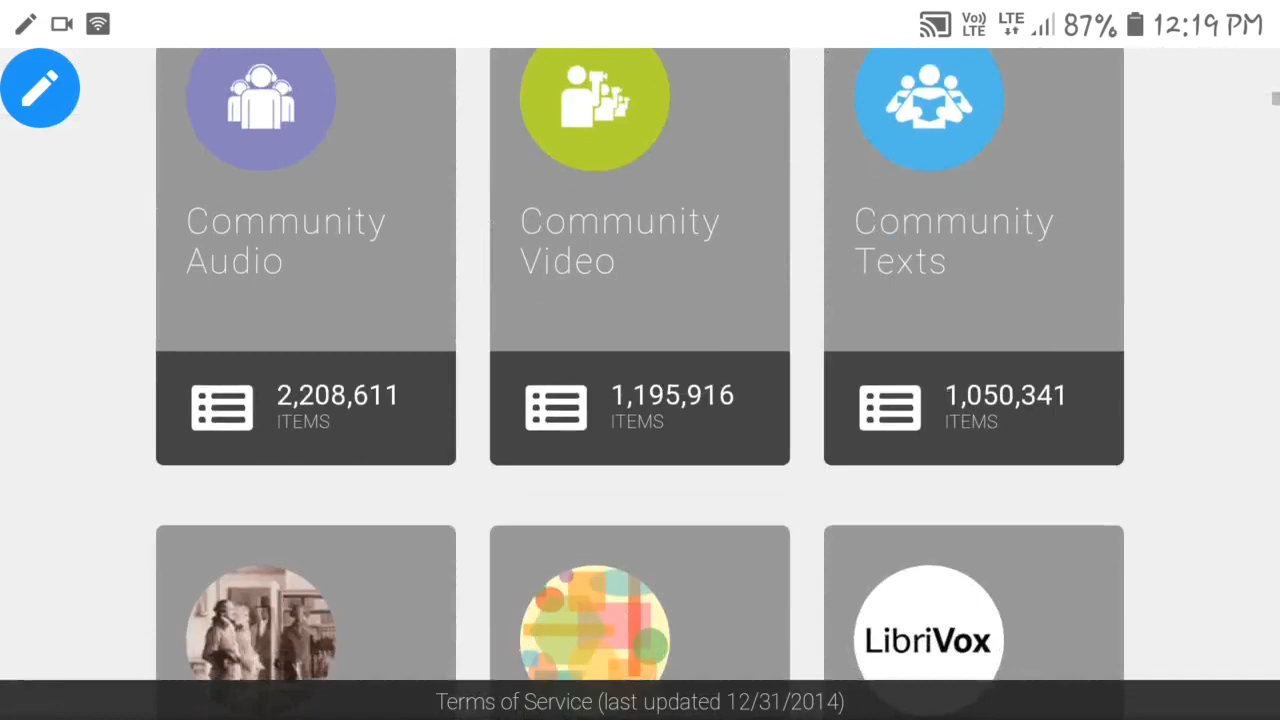 Vo)) LTE LTE 87% 12:19 PM
Community Audio
Community Video
Community Texts
2,208,611 ITEMS
1,195,916 ITEMS
1,050,341 ITEMS
LibriVox
Terms of Service (last updated 12/31/2014)